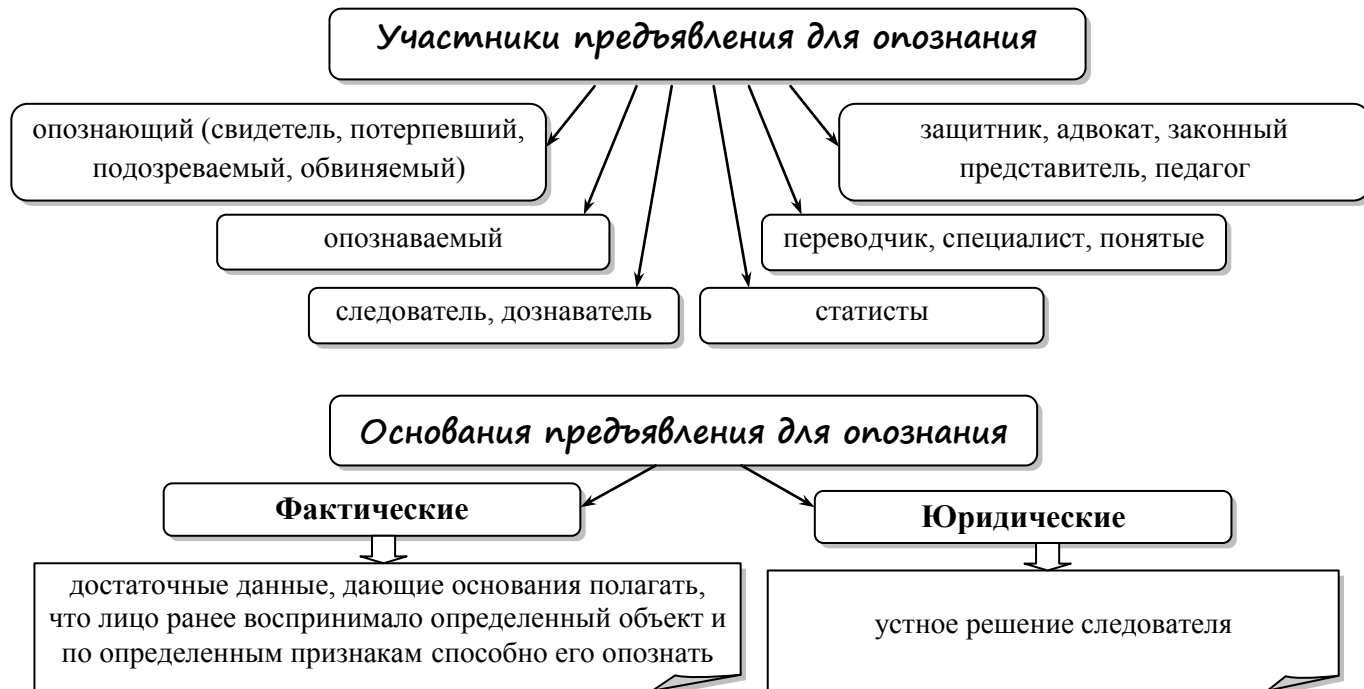 Участники предъявления для опознания
опознающий (свидетель, потерпевший,
подозреваемый, обвиняемый)
защитник, адвокат, законный
представитель, педагог
опознаваемый
переводчик, специалист, понятые
следователь, дознаватель
статисты
Основания предъявления для опознания
Фактические
Юридические
достаточные данные, дающие основания полагать,
что лицо ранее воспринимало определенный объект и
по определенным признакам способно его опознать
устное решение следователя